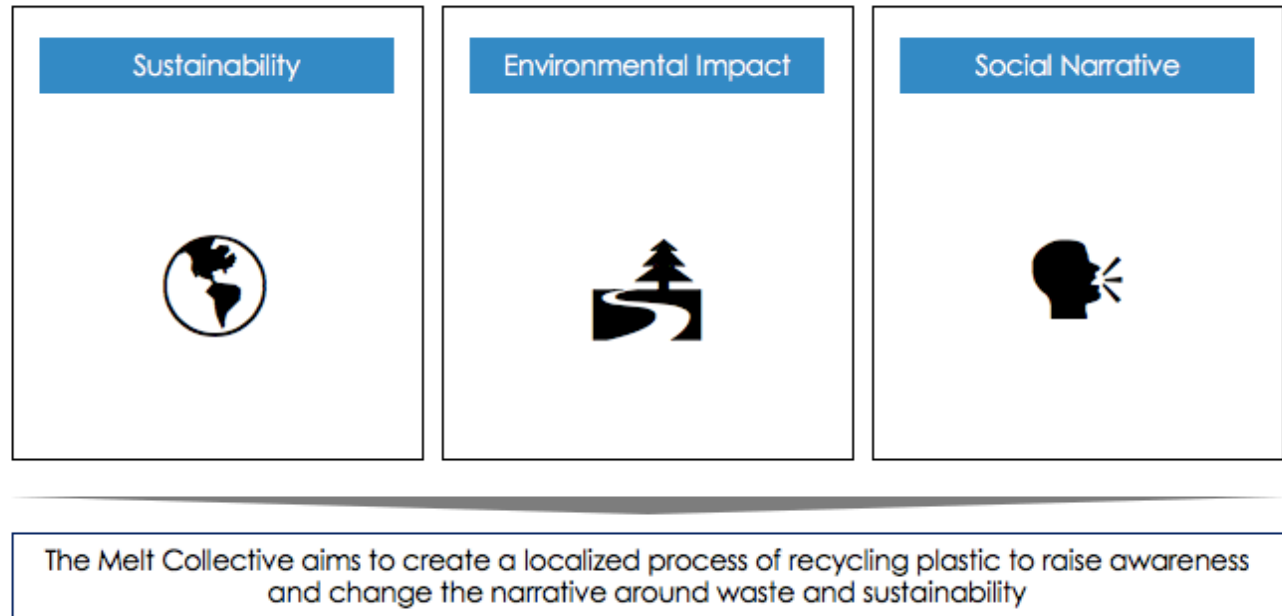 Sustainability
Environmental Impact
Social Narrative
The Melt Collective aims to create a localized process of recycling plastic to raise awareness
and change the narrative around waste and sustainability